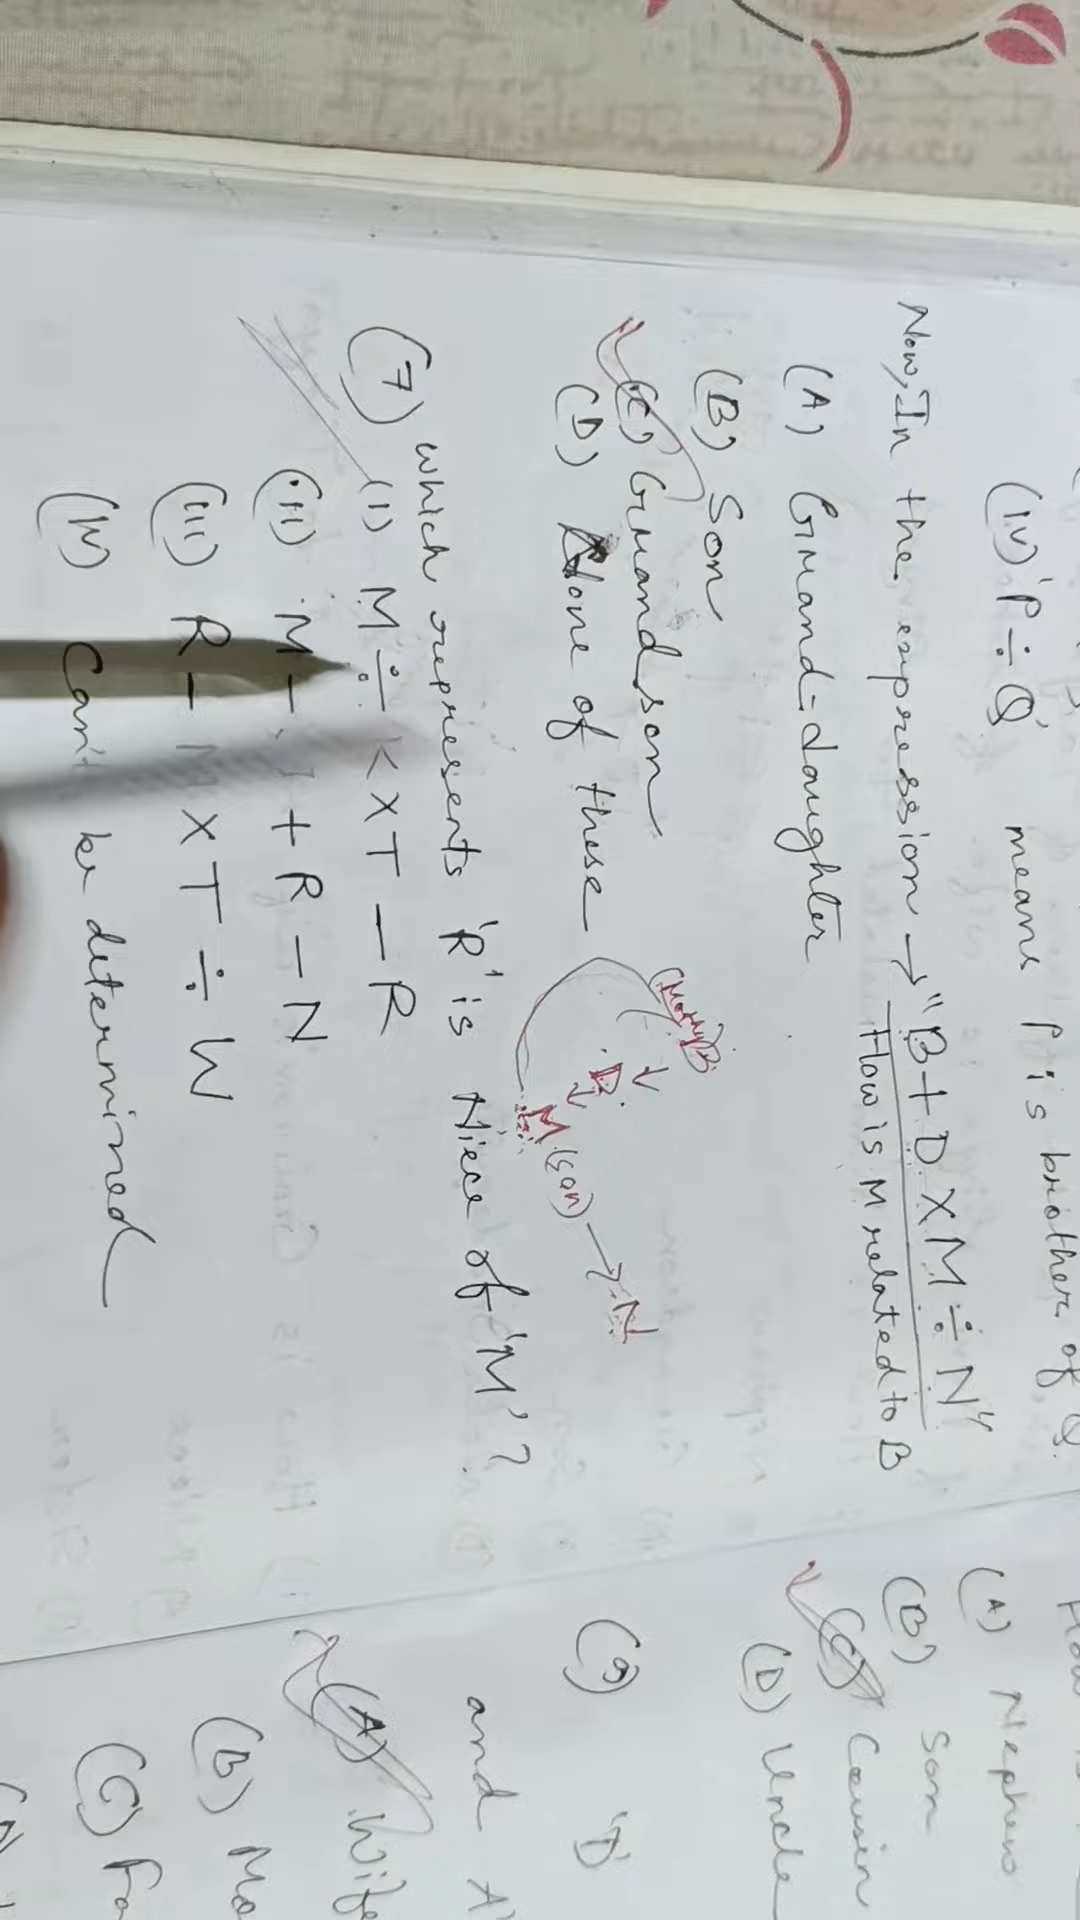 (iv) 'P ÷ Q' means P is brother of Q.
Now, In the expression → "B + D X M ÷ N"
How is M related to B
(A) Grand-daughter
(B) Son
(C) Grandson
(D) None of these
(Mother) B
↓
D
↓
M (son) → N
(7) which represents 'R' is Niece of 'M'?
(i) M ÷ K X T - R
(ii) M - + R - N
(iii) R - X T ÷ W
(iv) Can't be determined
(A) Nephew
(B) Son
(C) Cousin
(D) Uncle
(9) 'D'
and A'
(A) Wife
(B) Mo
(C) Fa